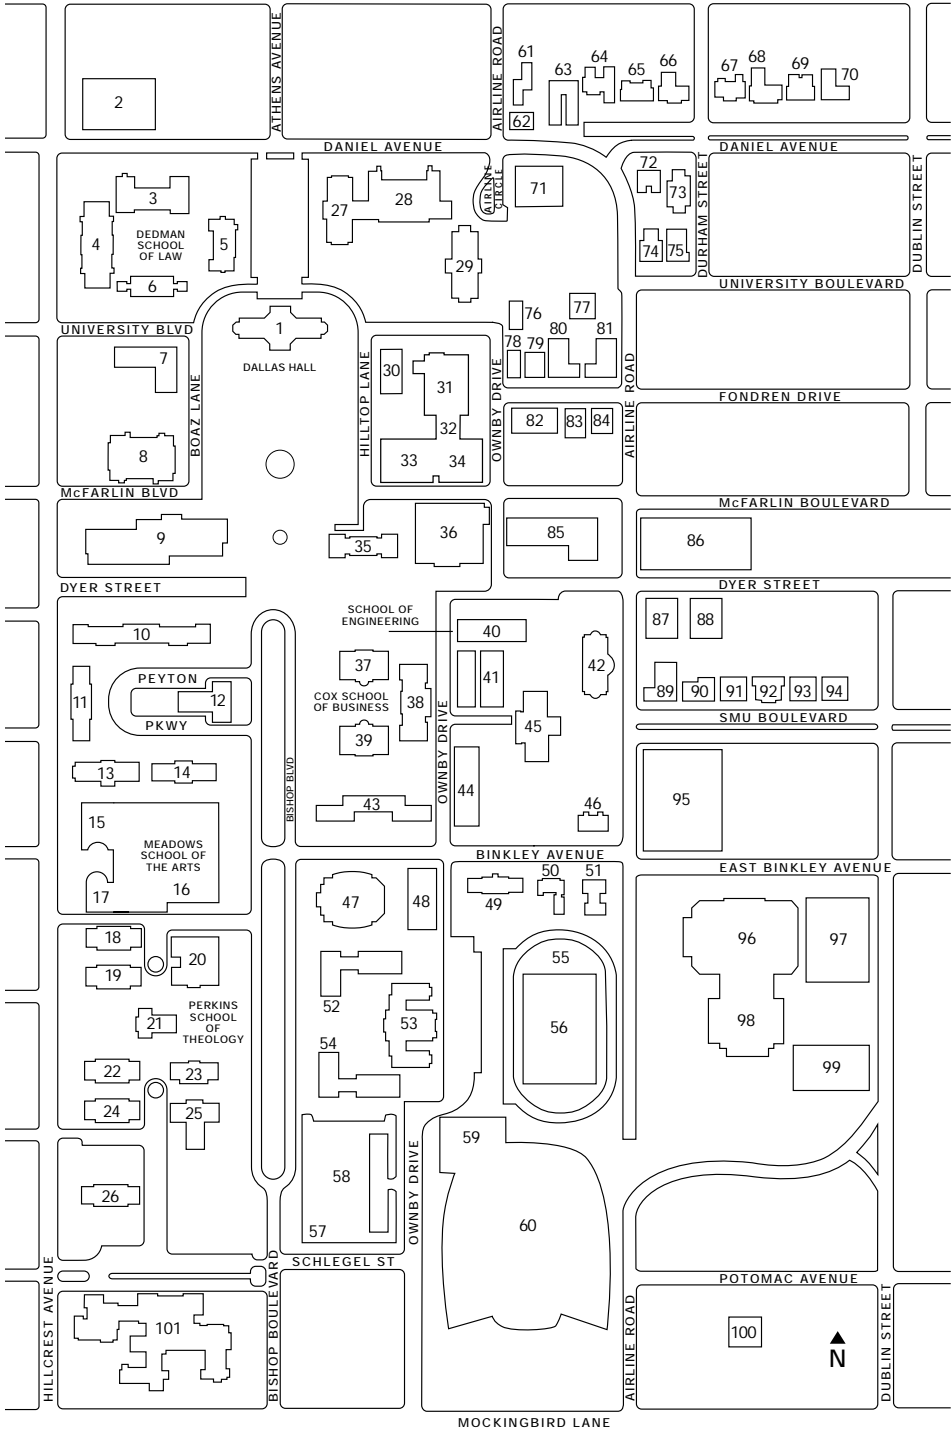 61
64
63
65
66
67
68
69
70
2
ATHENS AVENUE
AIRLINE ROAD
62
DANIEL AVENUE
DANIEL AVENUE
3
4
5
6
DEDMAN
SCHOOL
OF LAW
27
28
29
AIRLINE
CIRCLE
71
72
73
74
75
DURHAM STREET
DUBLIN STREET
UNIVERSITY BOULEVARD
UNIVERSITY BLVD
1
DALLAS HALL
76
77
78
79
80
81
7
8
BOAZ LANE
HILLTOP LANE
30
31
32
33
34
OWNBY DRIVE
AIRLINE ROAD
FONDREN DRIVE
82
83
84
McFARLIN BLVD
McFARLIN BOULEVARD
9
35
36
85
86
DYER STREET
DYER STREET
SCHOOL OF
ENGINEERING
10
40
87
88
11
PEYTON
12
PKWY
37
COX SCHOOL
OF BUSINESS
38
39
41
42
45
89
90
91
92
93
94
SMU BOULEVARD
OWNBY DRIVE
13
14
BISHOP BLVD
43
44
46
95
15
MEADOWS
SCHOOL OF
THE ARTS
16
17
BINKLEY AVENUE
EAST BINKLEY AVENUE
47
48
49
50
51
18
19
20
52
53
54
55
56
96
97
98
99
21
PERKINS
SCHOOL
OF
THEOLOGY
22
23
24
25
26
57
58
59
60
OWNBY DRIVE
SCHLEGEL ST
POTOMAC AVENUE
HILLCREST AVENUE
101
BISHOP BOULEVARD
AIRLINE ROAD
100
N
DUBLIN STREET
MOCKINGBIRD LANE